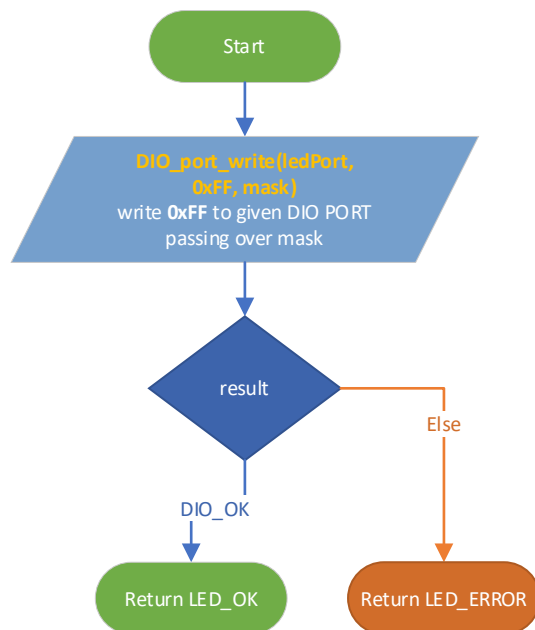 Start
DIO_port_write(ledPort,
0xFF, mask)
write 0xFF to given DIO PORT
passing over mask
result
Else
DIO_OK
Return LED_OK
Return LED_ERROR